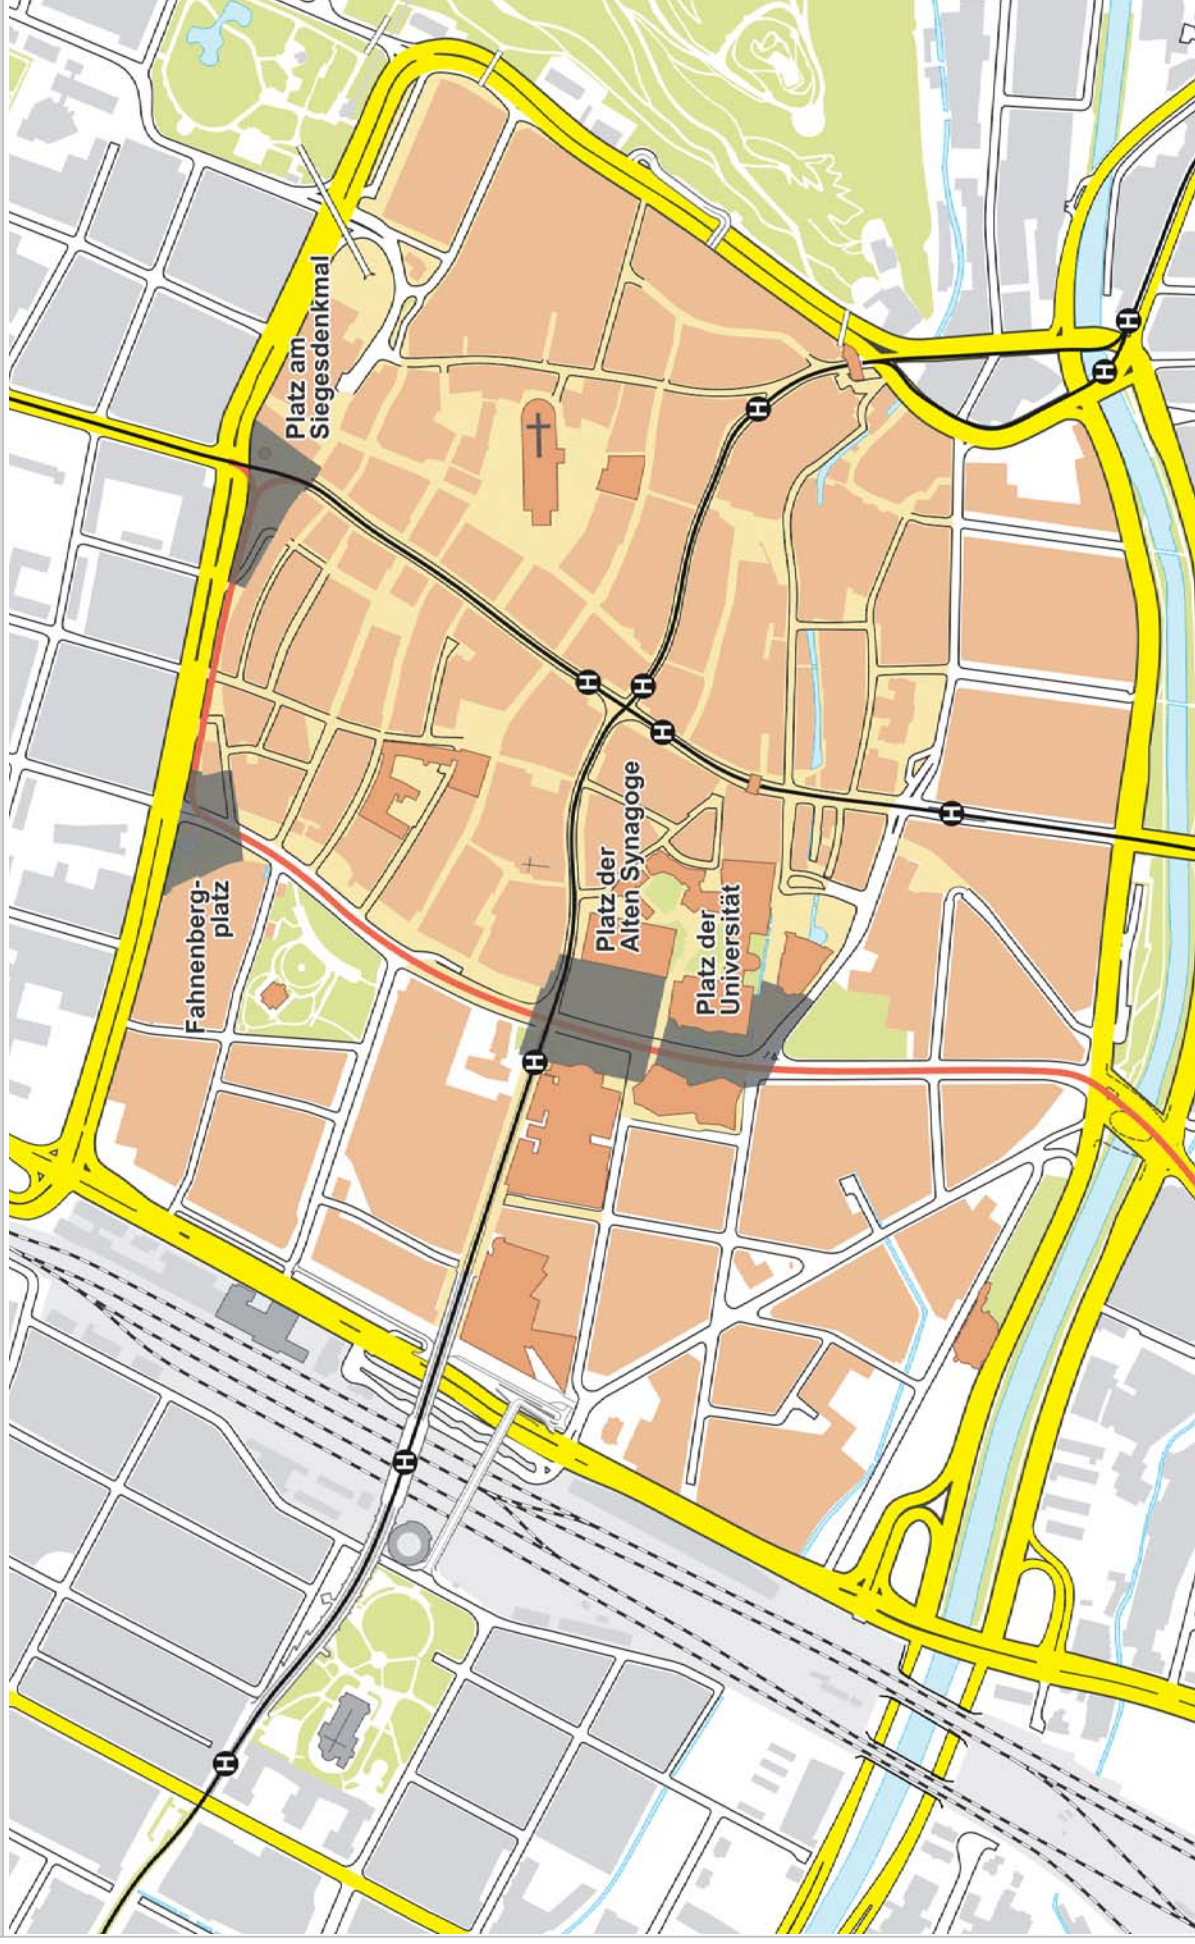 Platz am
Siegesdenkmal
Fahnenberg-
platz
Platz der
Alten Synagoge
Platz der
Universität
H
H
H
H
H
H
H
H
H
H